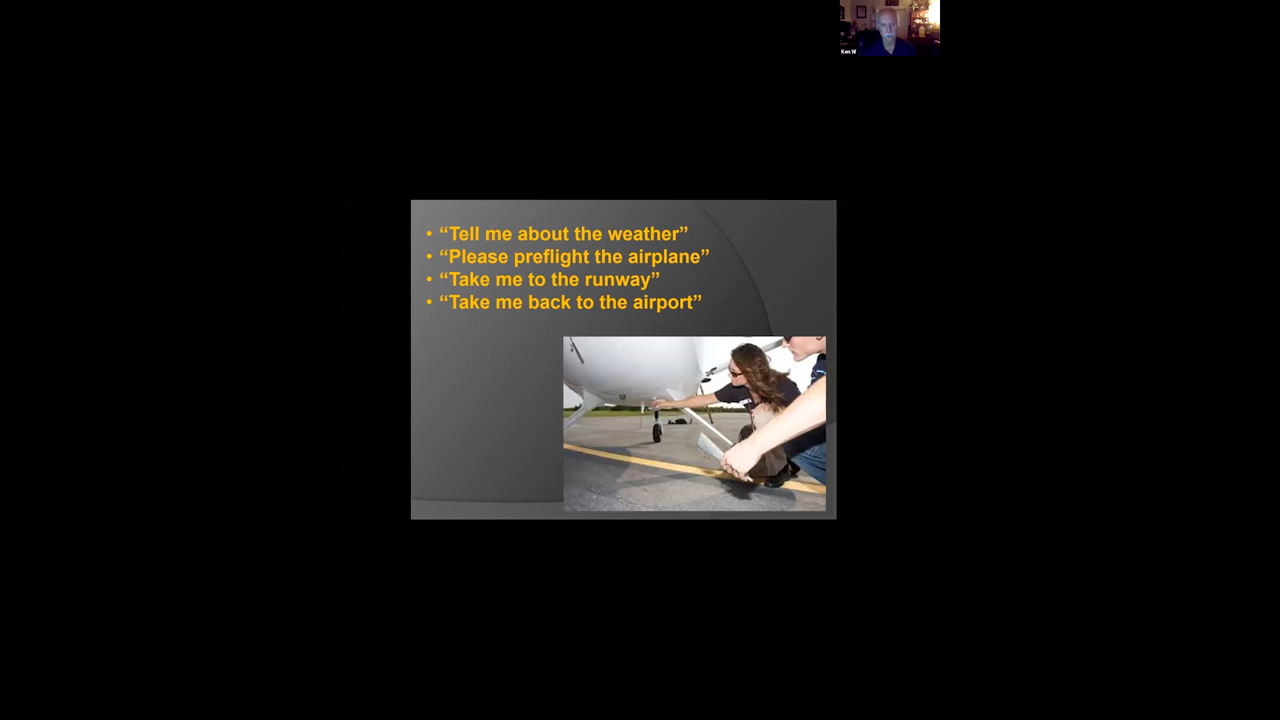 Ken W
• “Tell me about the weather”
• “Please preflight the airplane”
• “Take me to the runway”
• “Take me back to the airport”